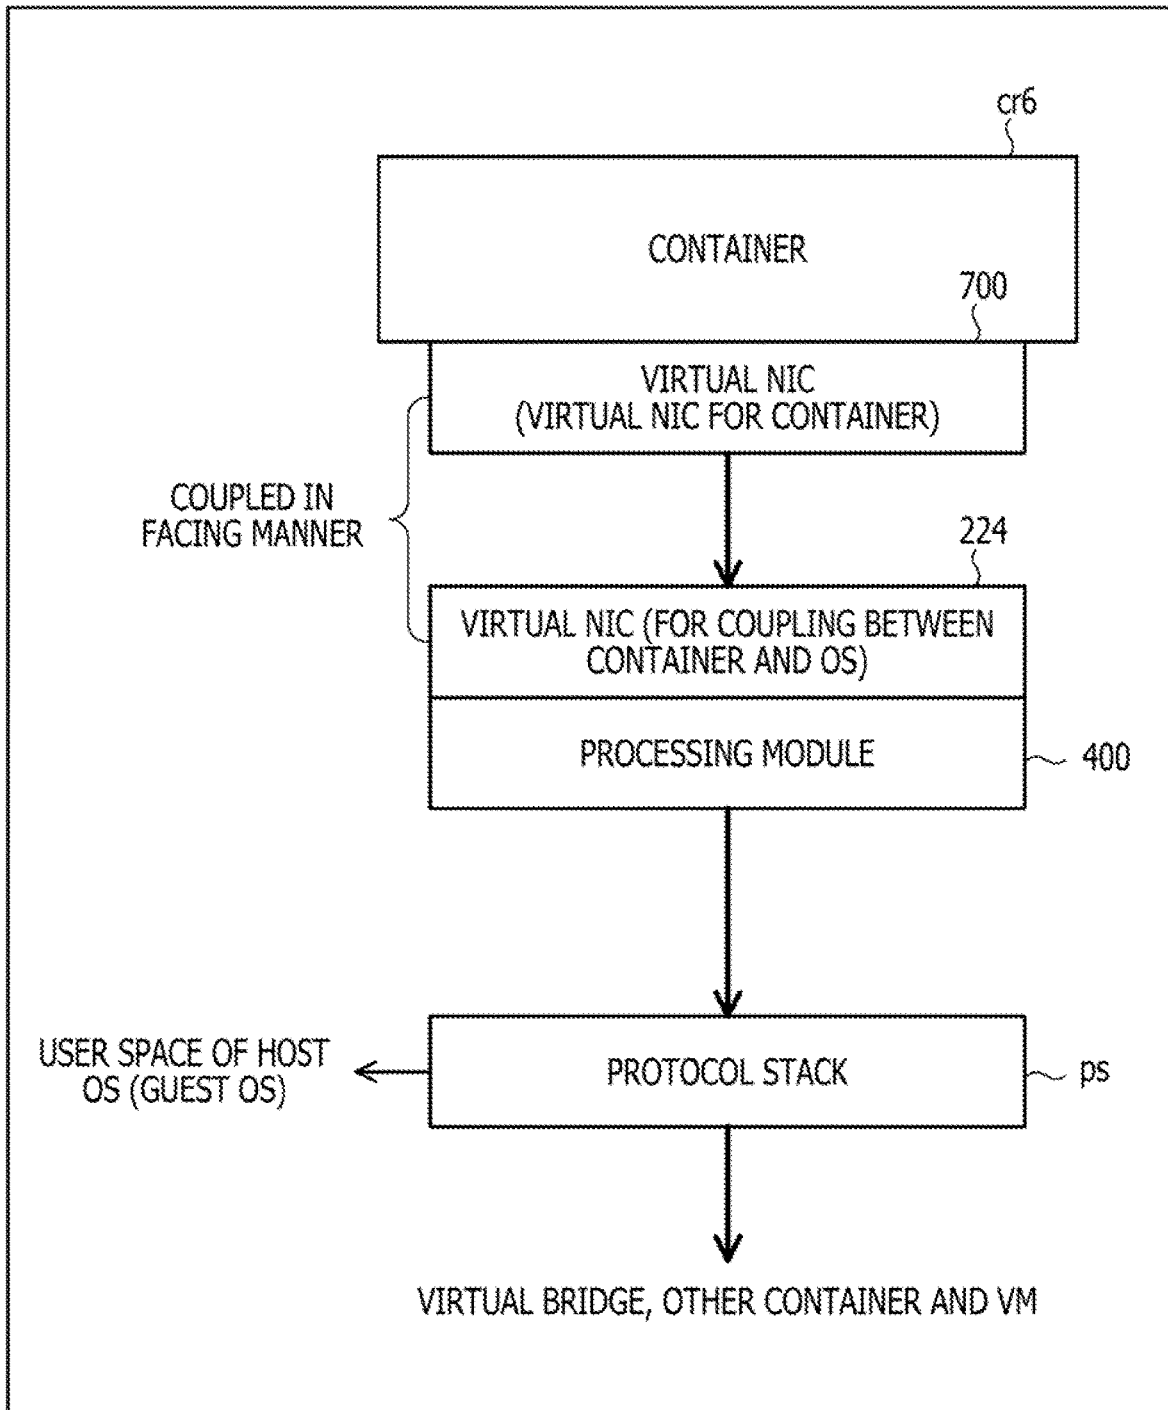 cr6
CONTAINER
700
VIRTUAL NIC
(VIRTUAL NIC FOR CONTAINER)
COUPLED IN
FACING MANNER
224
VIRTUAL NIC (FOR COUPLING BETWEEN
CONTAINER AND OS)
PROCESSING MODULE
400
USER SPACE OF HOST
OS (GUEST OS)
PROTOCOL STACK
ps
VIRTUAL BRIDGE, OTHER CONTAINER AND VM